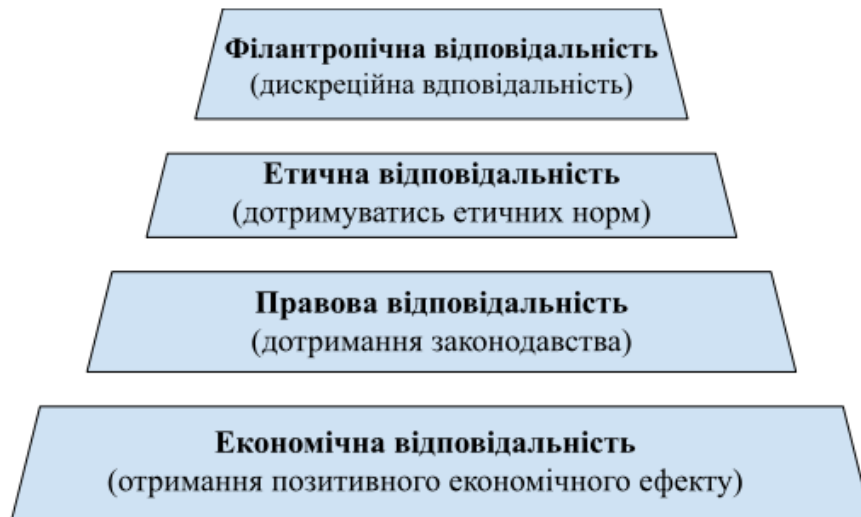 Філантропічна відповідальність
(дискреційна вдповідальність)
Етична відповідальність
(дотримуватись етичних норм)
Правова відповідальність
(дотримання законодавства)
Економічна відповідальність
(отримання позитивного економічного ефекту)